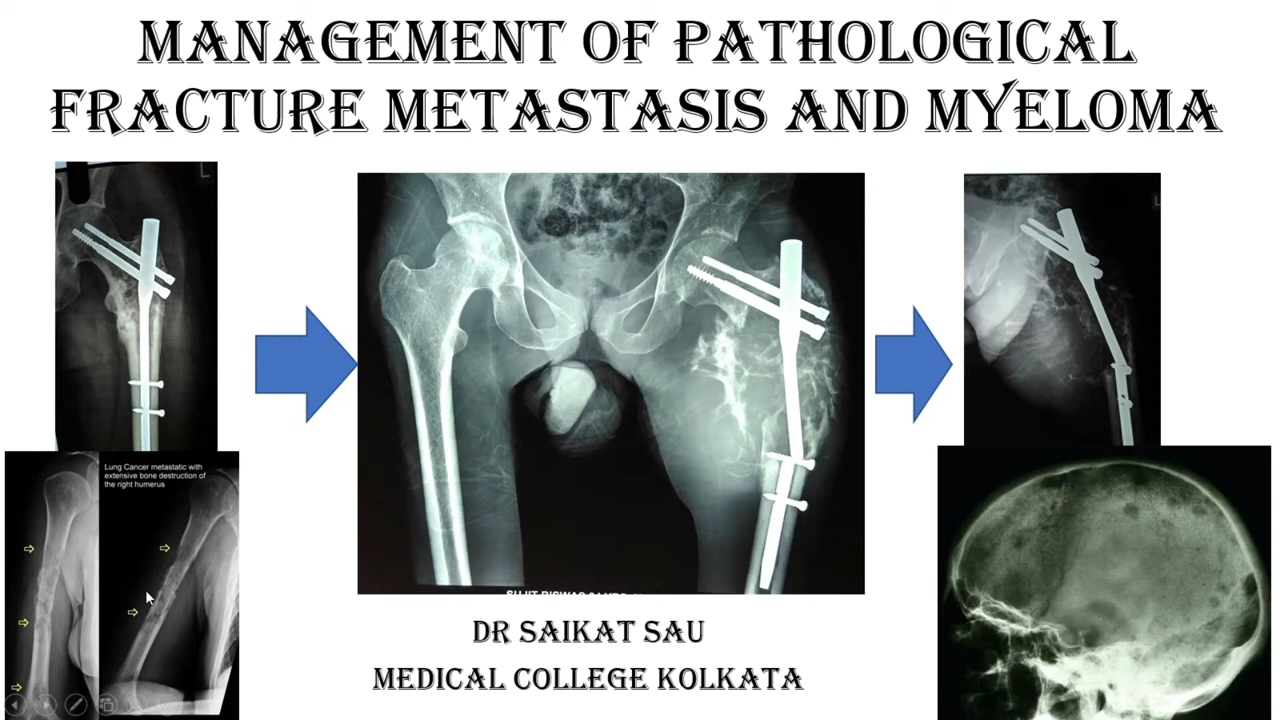 MANAGEMENT OF PATHOLOGICAL
FRACTURE METASTASIS AND MYELOMA
L
Lung Cancer metastatic with
extensive bone destruction of
the right humerus
DR SAIKAT SAU
MEDICAL COLLEGE KOLKATA